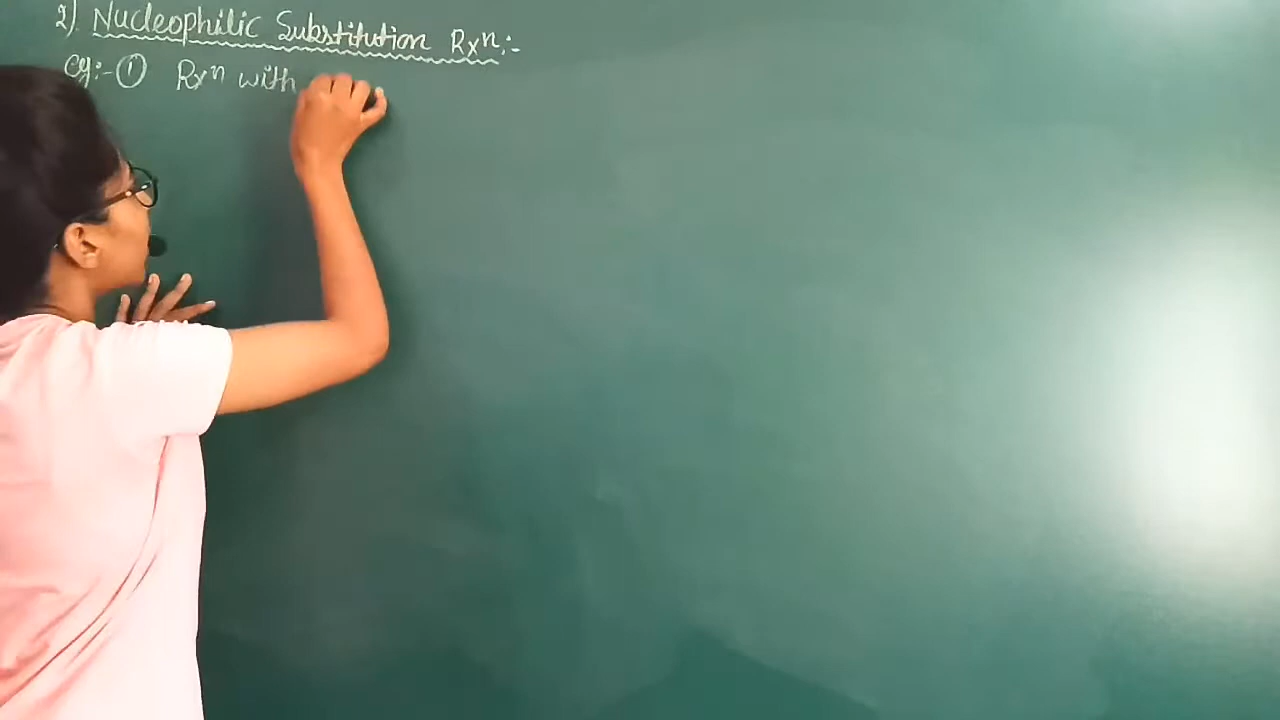 2) Nucleophilic Substitution Rxⁿ:-
eg:- ① Rxⁿ with